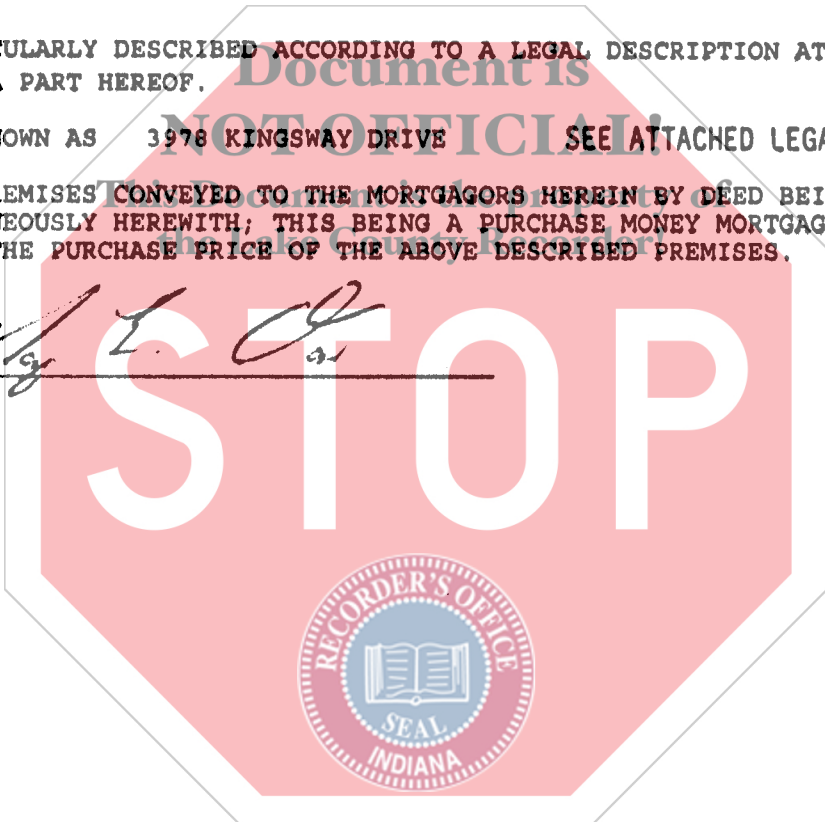 TULARLY DESCRIBED ACCORDING TO A LEGAL DESCRIPTION AT
Document is
A PART HEREOF.
NOT OFFICIAL!
OWN AS 3978 KINGSWAY DRIVE SEE ATTACHED LEGA
This Document is the property of
EMISES CONVEYED TO THE MORTGAGORS HEREIN BY DEED BEI
NEOUSLY HEREWITH; THIS BEING A PURCHASE MONEY MORTGAG
the Lake County Recorder!
THE PURCHASE PRICE OF THE ABOVE DESCRIBED PREMISES.
STOP
RECORDER'S OFFICE
SEAL
INDIANA